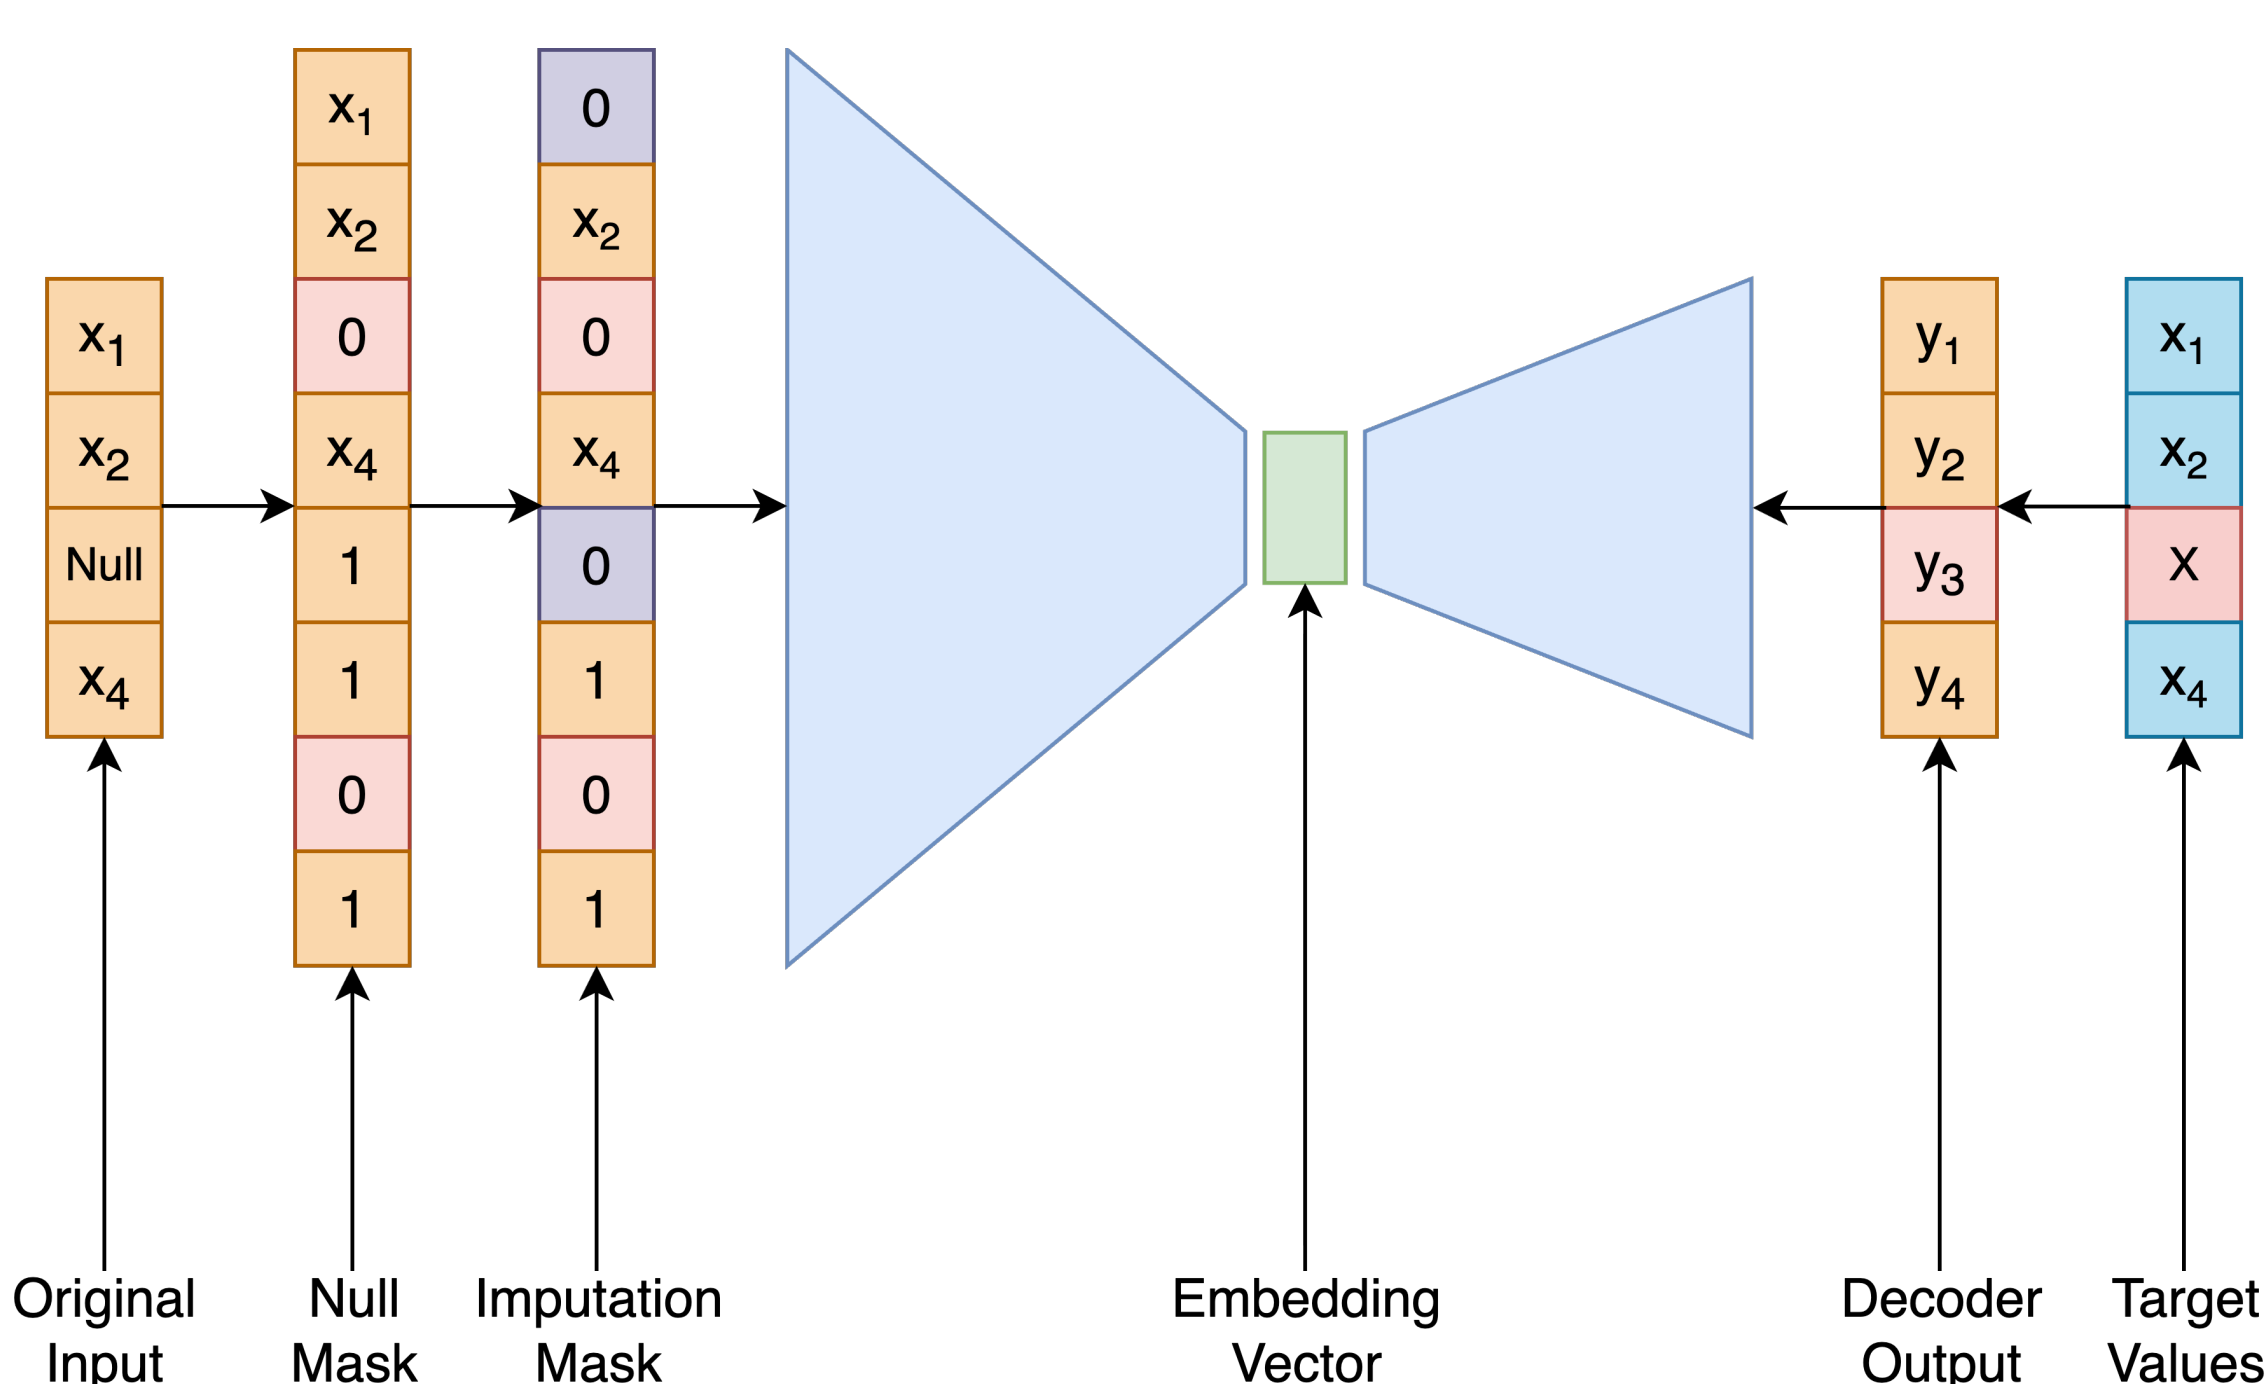 x1
x2
Null
x4
x1
x2
0
x4
1
1
0
1
0
x2
0
x4
0
1
0
1
y1
y2
y3
y4
x1
x2
X
x4
Original
Input
Null
Mask
Imputation
Mask
Embedding
Vector
Decoder
Output
Target
Values